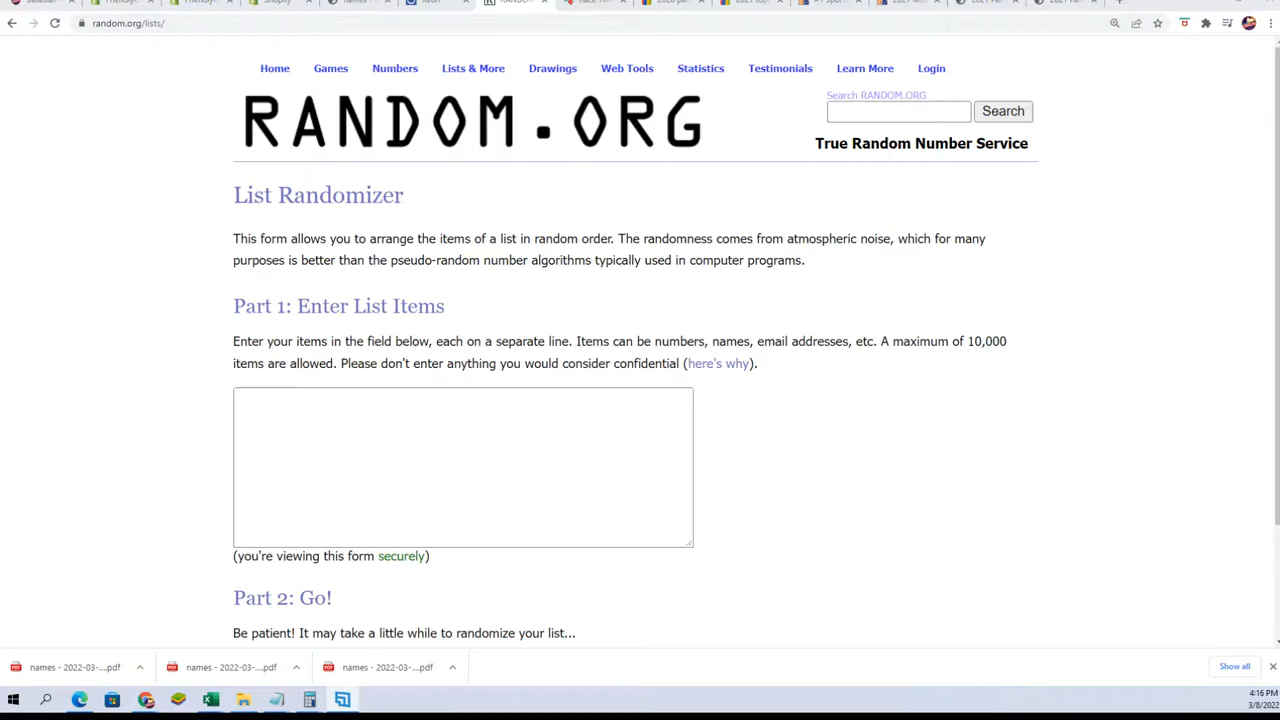 names -
Shopify
random.org/lists/
Home Games Numbers Lists & More Drawings Web Tools Statistics Testimonials Learn More Login
RANDOM.ORG
Search RANDOM.ORG
Search
True Random Number Service
List Randomizer
This form allows you to arrange the items of a list in random order. The randomness comes from atmospheric noise, which for many
purposes is better than the pseudo-random number algorithms typically used in computer programs.
Part 1: Enter List Items
Enter your items in the field below, each on a separate line. Items can be numbers, names, email addresses, etc. A maximum of 10,000
items are allowed. Please don't enter anything you would consider confidential (here's why).
(you're viewing this form securely)
Part 2: Go!
Be patient! It may take a little while to randomize your list...
names - 2022-03-....pdf names - 2022-03-....pdf names - 2022-03-....pdf Show all
4:16 PM
3/8/2022